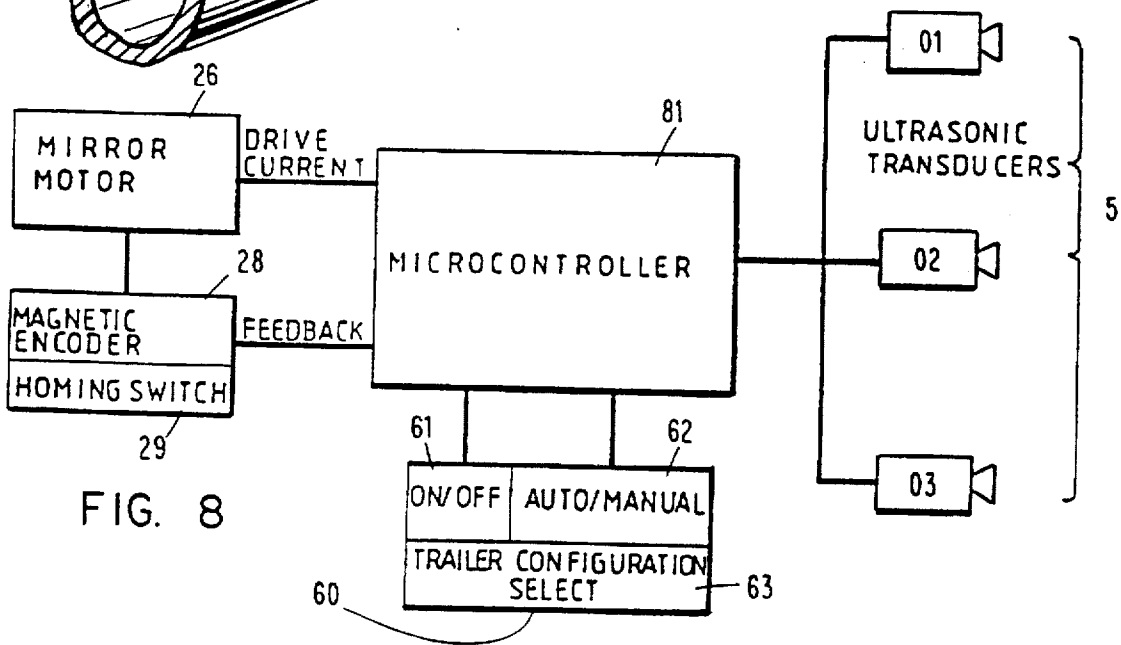 01
26
81
MIRROR
MOTOR
DRIVE
CURRENT
ULTRASONIC
TRANSDUCERS
5
MICROCONTROLLER
02
28
MAGNETIC
ENCODER
FEEDBACK
HOMING SWITCH
29
61
62
03
ON/OFF
AUTO/MANUAL
FIG. 8
TRAILER CONFIGURATION
SELECT
63
60